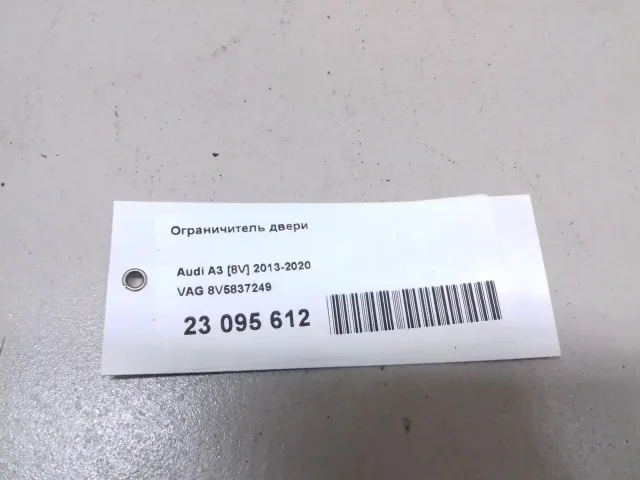 Ограничитель двери
Audi A3 [8V] 2013-2020
VAG 8V5837249
23 095 612